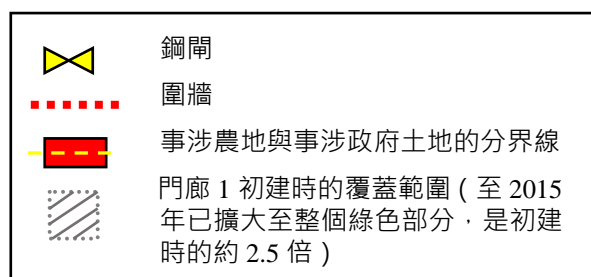 鋼閘
圍牆
事涉農地與事涉政府土地的分界線
門廊 1 初建時的覆蓋範圍（至 2015
年已擴大至整個綠色部分，是初建
時的約 2.5 倍）